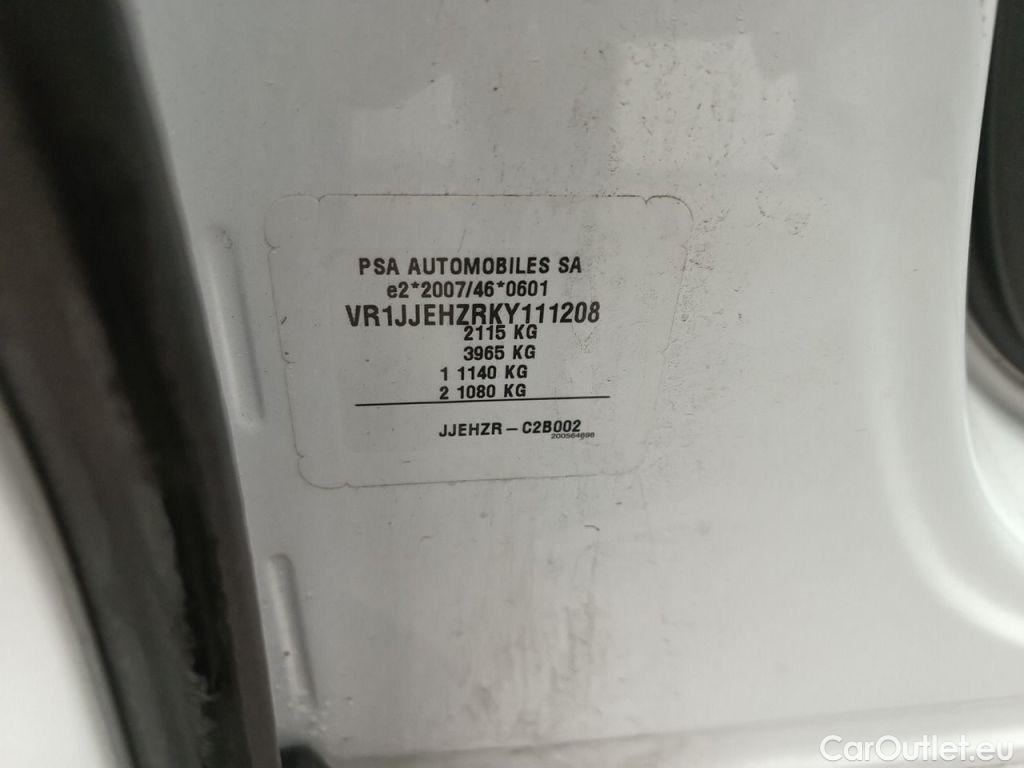 PSA AUTOMOBILES SA
e2*2007/46*0601
VR1JJEHZRKY111208
2115 KG
3965 KG
1 1140 KG
2 1080 KG
JJEHZR-C2B002
200564698
CarOutlet.eu